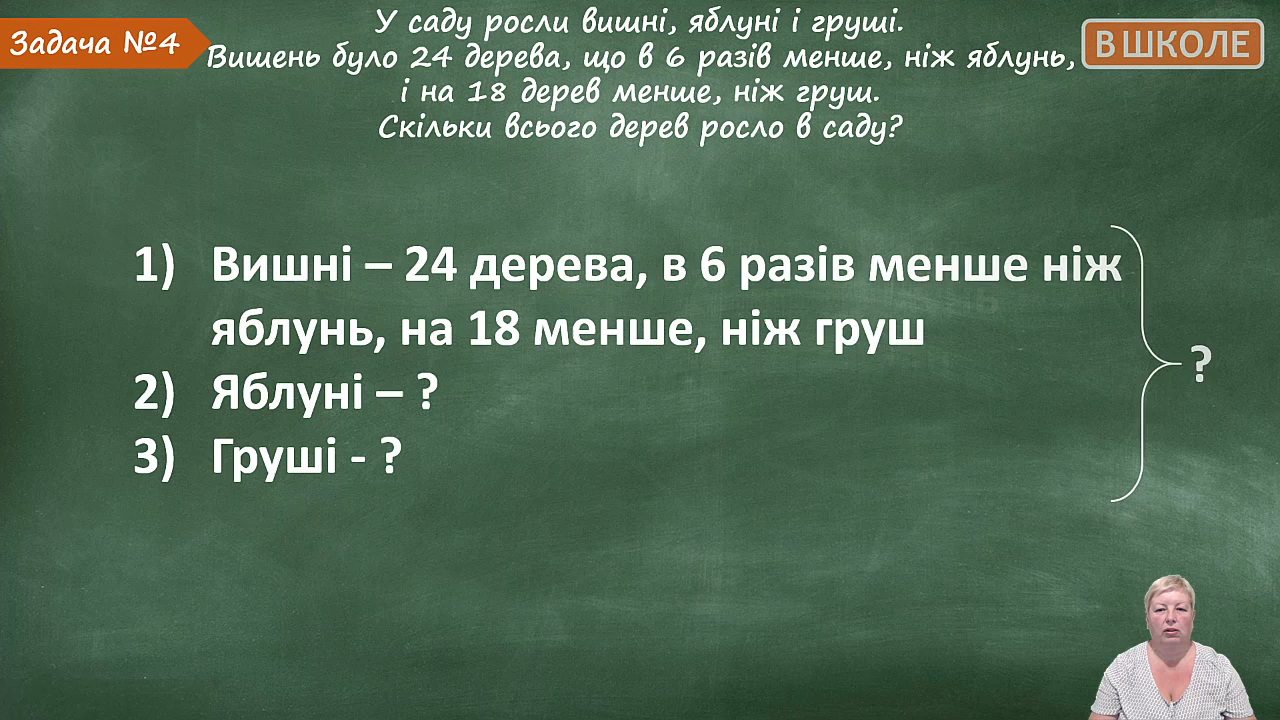 Задача №4
У саду росли вишні, яблуні і груші.
Вишень було 24 дерева, що в 6 разів менше, ніж яблунь,
і на 18 дерев менше, ніж груш.
Скільки всього дерев росло в саду?
В ШКОЛЕ
1) Вишні – 24 дерева, в 6 разів менше ніж
яблунь, на 18 менше, ніж груш
2) Яблуні – ?
3) Груші - ?
?